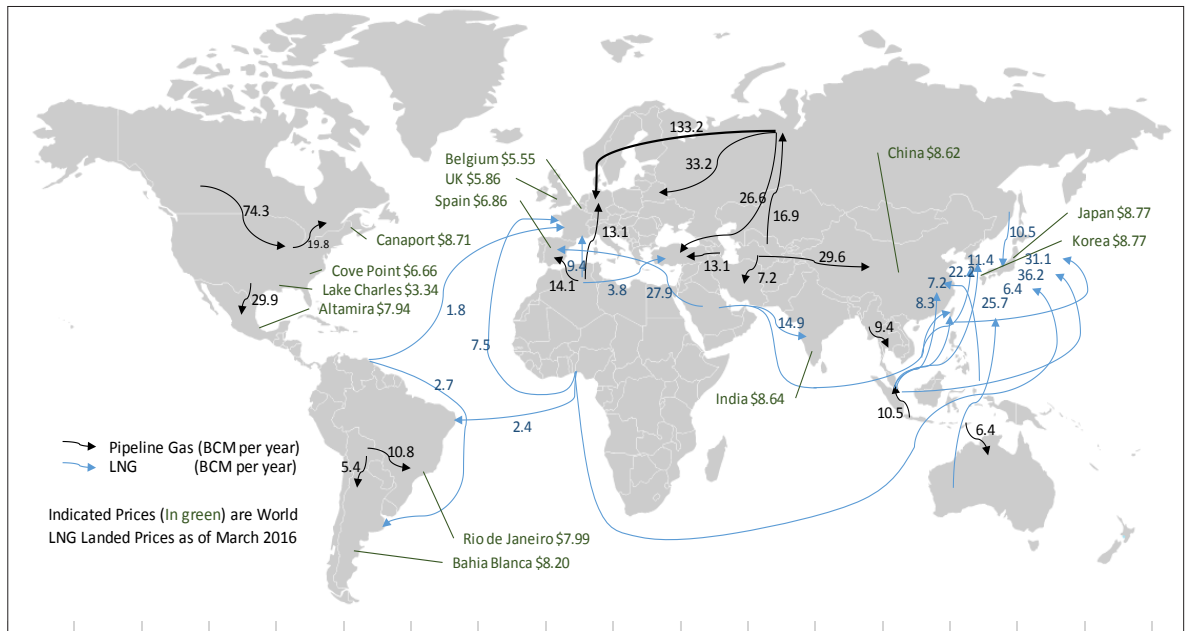 133.2
Belgium $5.55
33.2
China $8.62
UK $5.86
Spain $6.86
26.6
74.3
16.9
Japan $8.77
19.8
Canaport $8.71
13.1
10.5
Korea $8.77
9.4
13.1
29.6
11.4
31.1
Cove Point $6.66
7.2
22.2
36.2
Lake Charles $3.34
14.1
3.8
27.9
7.2
6.4
29.9
Altamira $7.94
1.8
8.3
25.7
14.9
9.4
7.5
2.7
India $8.64
10.5
2.4
6.4
Pipeline Gas (BCM per year)
10.8
LNG (BCM per year)
5.4
Indicated Prices (In green) are World
LNG Landed Prices as of March 2016
Rio de Janeiro $7.99
Bahia Blanca $8.20